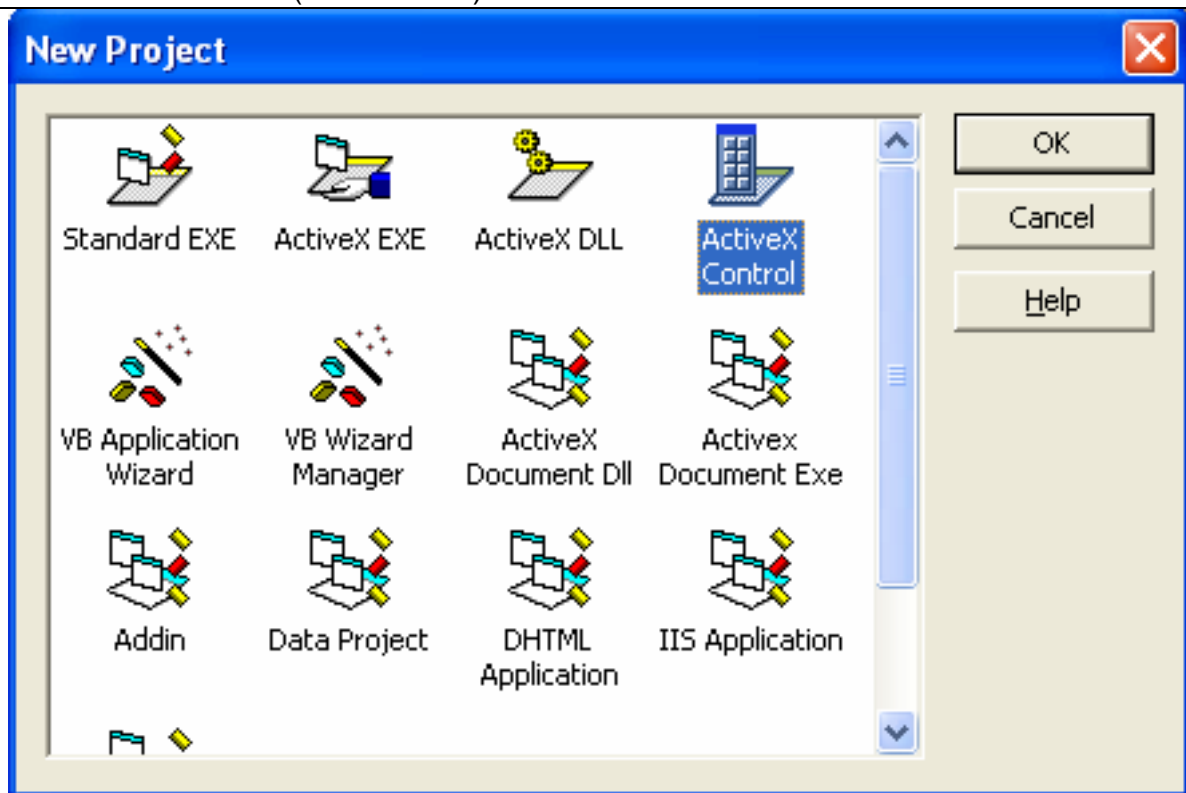 New Project
Standard EXE
ActiveX EXE
ActiveX DLL
ActiveX
Control
VB Application
Wizard
VB Wizard
Manager
ActiveX
Document Dll
Activex
Document Exe
Addin
Data Project
DHTML
Application
IIS Application
OK
Cancel
Help